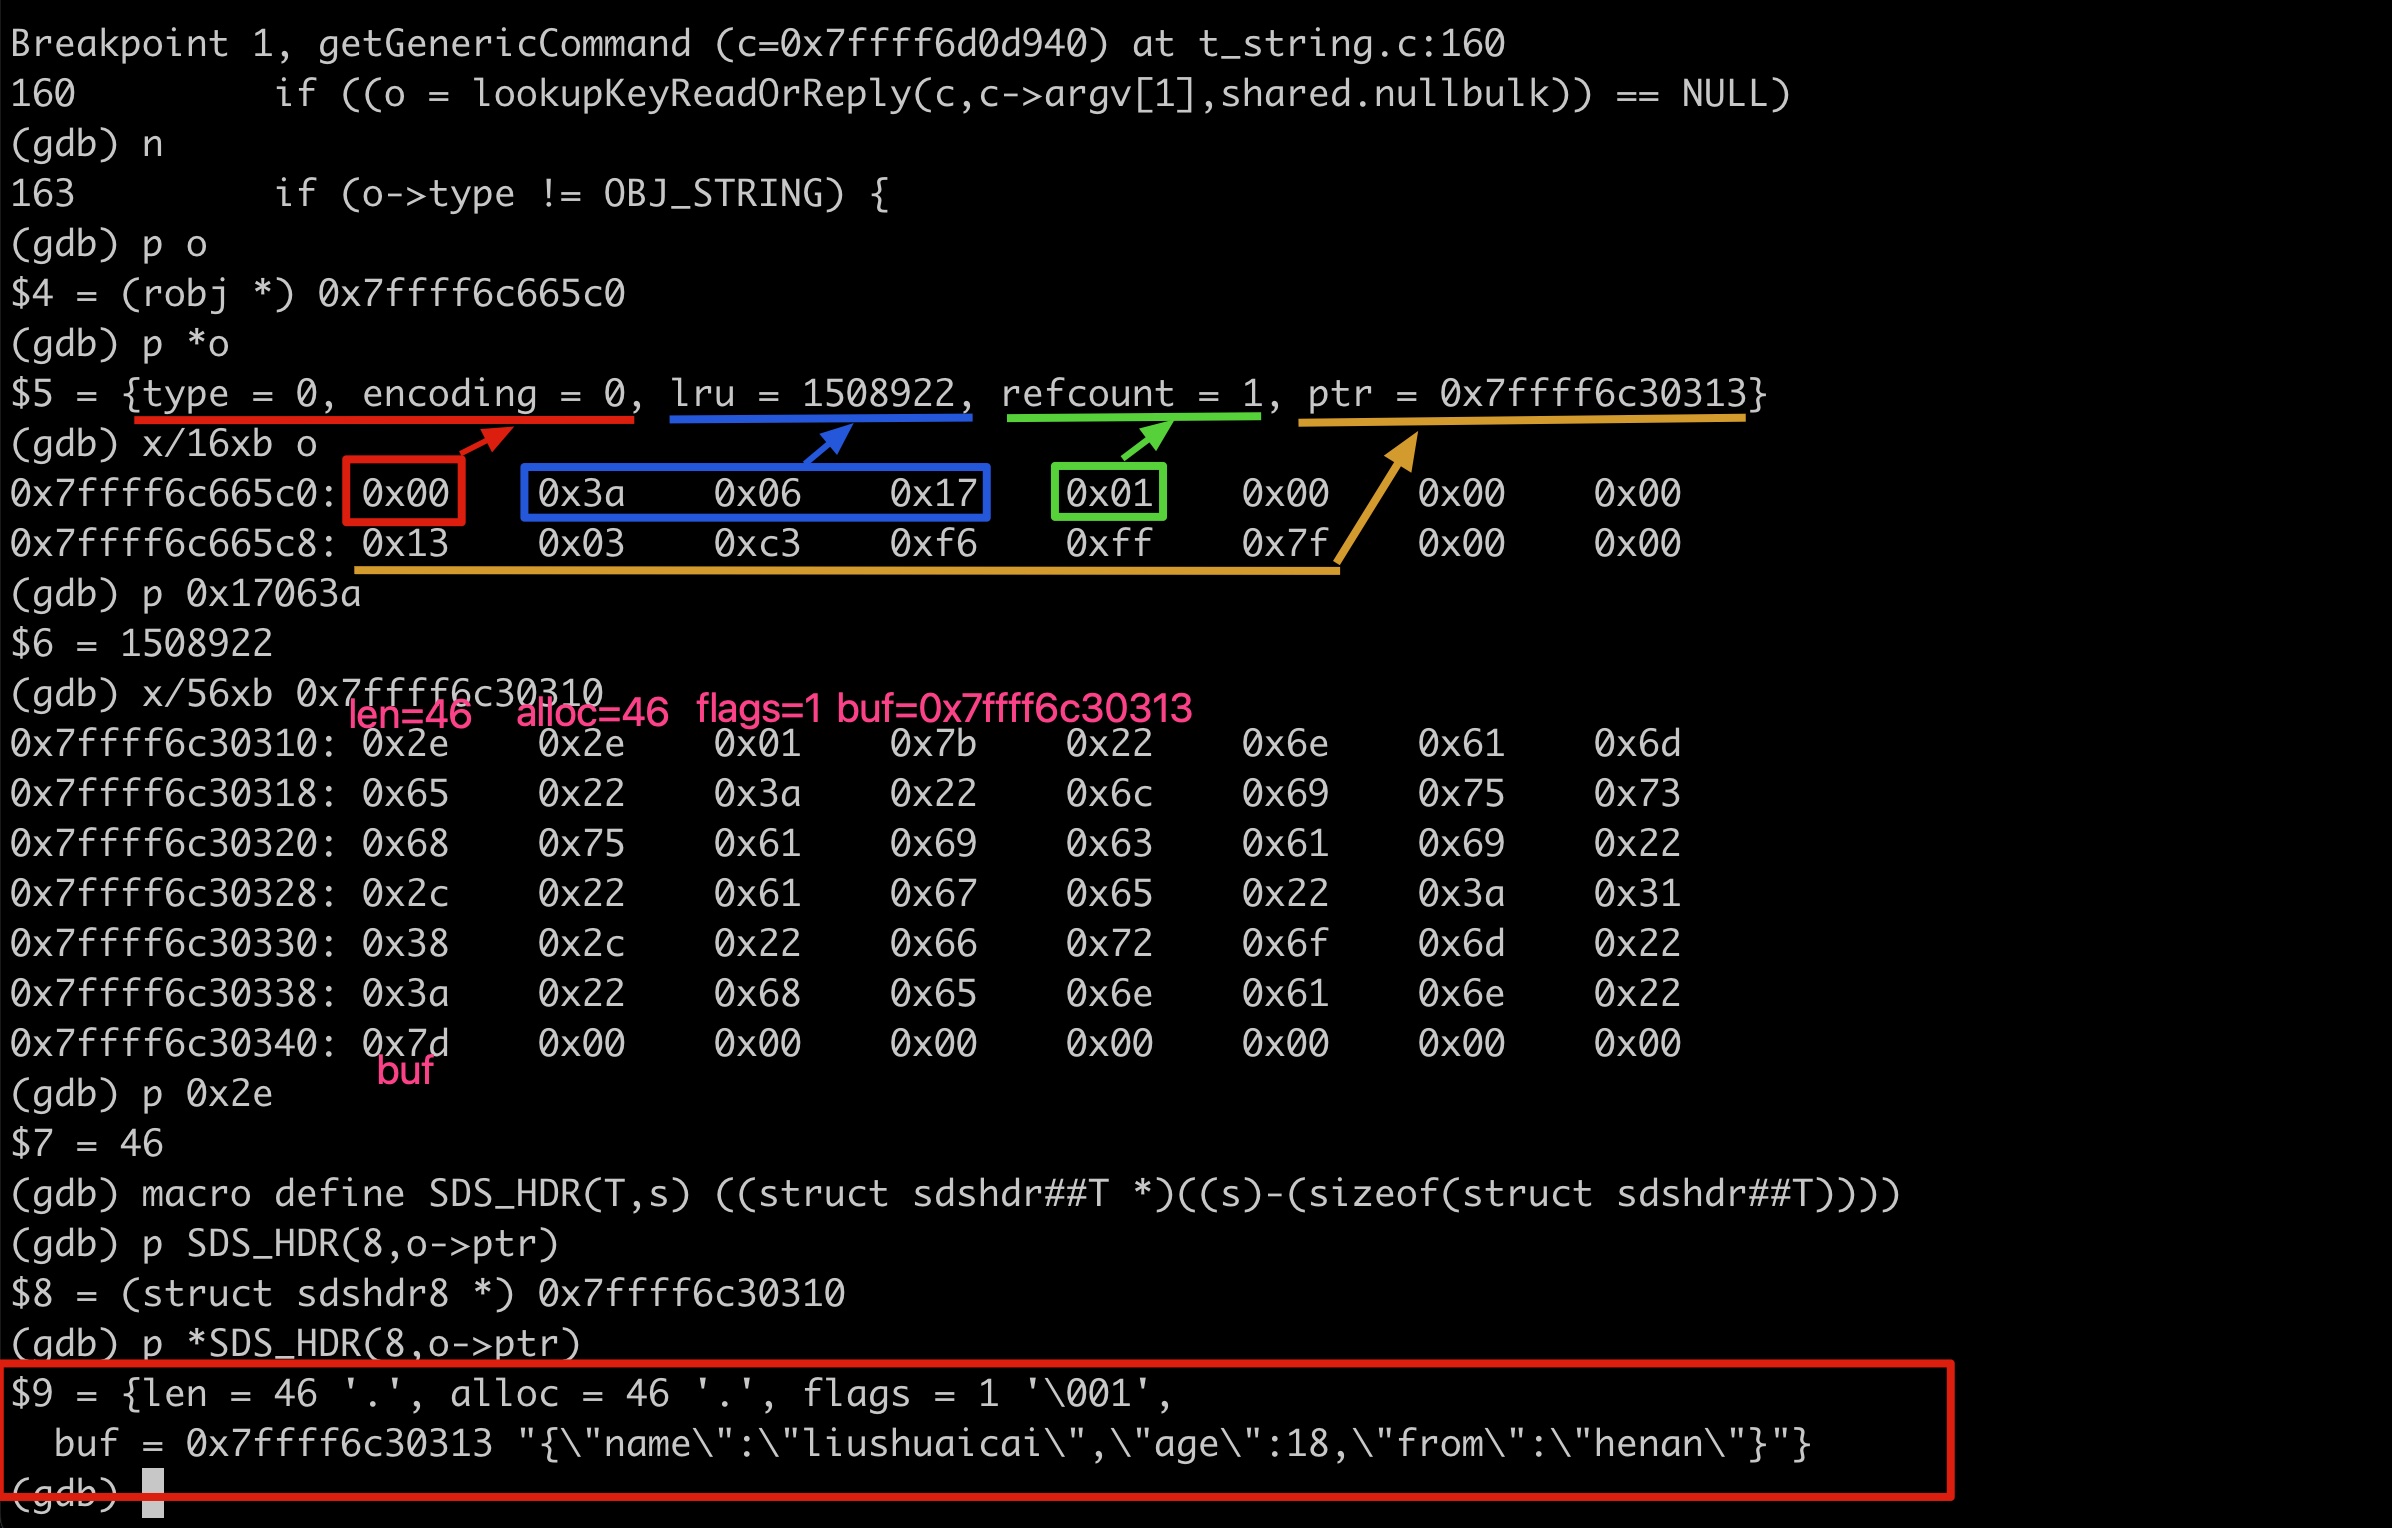 Breakpoint 1, getGenericCommand (c=0x7ffff6d0d940) at t_string.c:160
160         if ((o = lookupKeyReadOrReply(c,c->argv[1],shared.nullbulk)) == NULL)
(gdb) n
163         if (o->type != OBJ_STRING) {
(gdb) p o
$4 = (robj *) 0x7ffff6c665c0
(gdb) p *o
$5 = {type = 0, encoding = 0, lru = 1508922, refcount = 1, ptr = 0x7ffff6c30313}
(gdb) x/16xb o
0x7ffff6c665c0: 0x00    0x3a    0x06    0x17    0x01    0x00    0x00    0x00
0x7ffff6c665c8: 0x13    0x03    0xc3    0xf6    0xff    0x7f    0x00    0x00
(gdb) p 0x17063a
$6 = 1508922
(gdb) x/56xb 0x7ffff6c30310
len=46 alloc=46 flags=1 buf=0x7ffff6c30313
0x7ffff6c30310: 0x2e    0x2e    0x01    0x7b    0x22    0x6e    0x61    0x6d
0x7ffff6c30318: 0x65    0x22    0x3a    0x22    0x6c    0x69    0x75    0x73
0x7ffff6c30320: 0x68    0x75    0x61    0x69    0x63    0x61    0x69    0x22
0x7ffff6c30328: 0x2c    0x22    0x61    0x67    0x65    0x22    0x3a    0x31
0x7ffff6c30330: 0x38    0x2c    0x22    0x66    0x72    0x6f    0x6d    0x22
0x7ffff6c30338: 0x3a    0x22    0x68    0x65    0x6e    0x61    0x6e    0x22
0x7ffff6c30340: 0x7d    0x00    0x00    0x00    0x00    0x00    0x00    0x00
buf
(gdb) p 0x2e
$7 = 46
(gdb) macro define SDS_HDR(T,s) ((struct sdshdr##T *)((s)-(sizeof(struct sdshdr##T))))
(gdb) p SDS_HDR(8,o->ptr)
$8 = (struct sdshdr8 *) 0x7ffff6c30310
(gdb) p *SDS_HDR(8,o->ptr)
$9 = {len = 46 '.', alloc = 46 '.', flags = 1 '\001',
  buf = 0x7ffff6c30313 "{\"name\":\"liushuaicai\",\"age\":18,\"from\":\"henan\"}"}
(gdb)